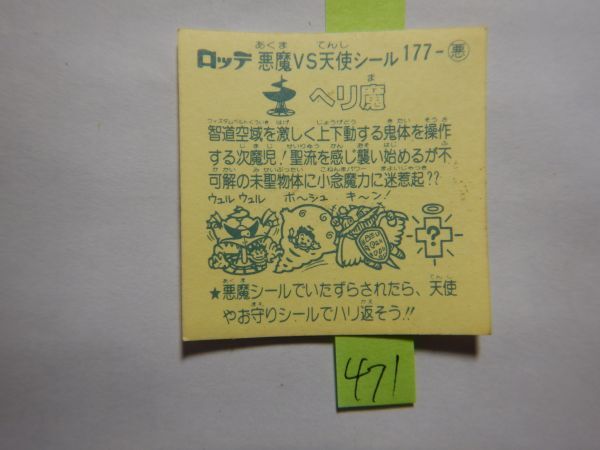 ロッテ 悪魔VS天使シール 177-悪
ヘリ魔
智道空域を激しく上下動する鬼体を操作
する次魔児!聖流を感じ襲い始めるが不
可解の未聖物体に小念魔力に迷惹起??
ウュル ウュル ボ〜シュ キ〜ン!
?
★悪魔シールでいたずらされたら、天使
やお守りシールでハリ返そう!!
471